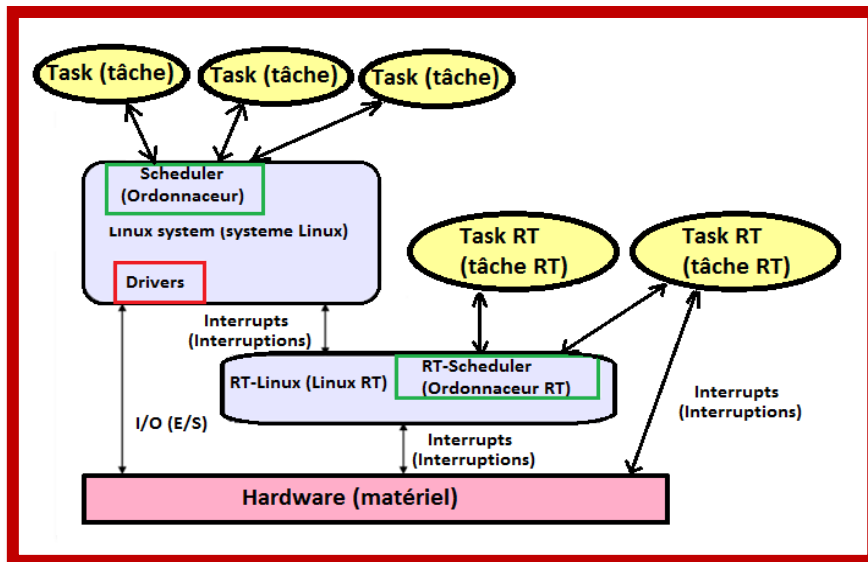 Task (tâche)
Task (tâche)
Task (tâche)
Scheduler
(Ordonnaceur)
Linux system (systeme Linux)
Drivers
Task RT
(tâche RT)
Task RT
(tâche RT)
Interrupts
(Interruptions)
RT-Linux (Linux RT)
RT-Scheduler
(Ordonnaceur RT)
Interrupts
(Interruptions)
I/O (E/S)
Interrupts
(Interruptions)
Hardware (matériel)